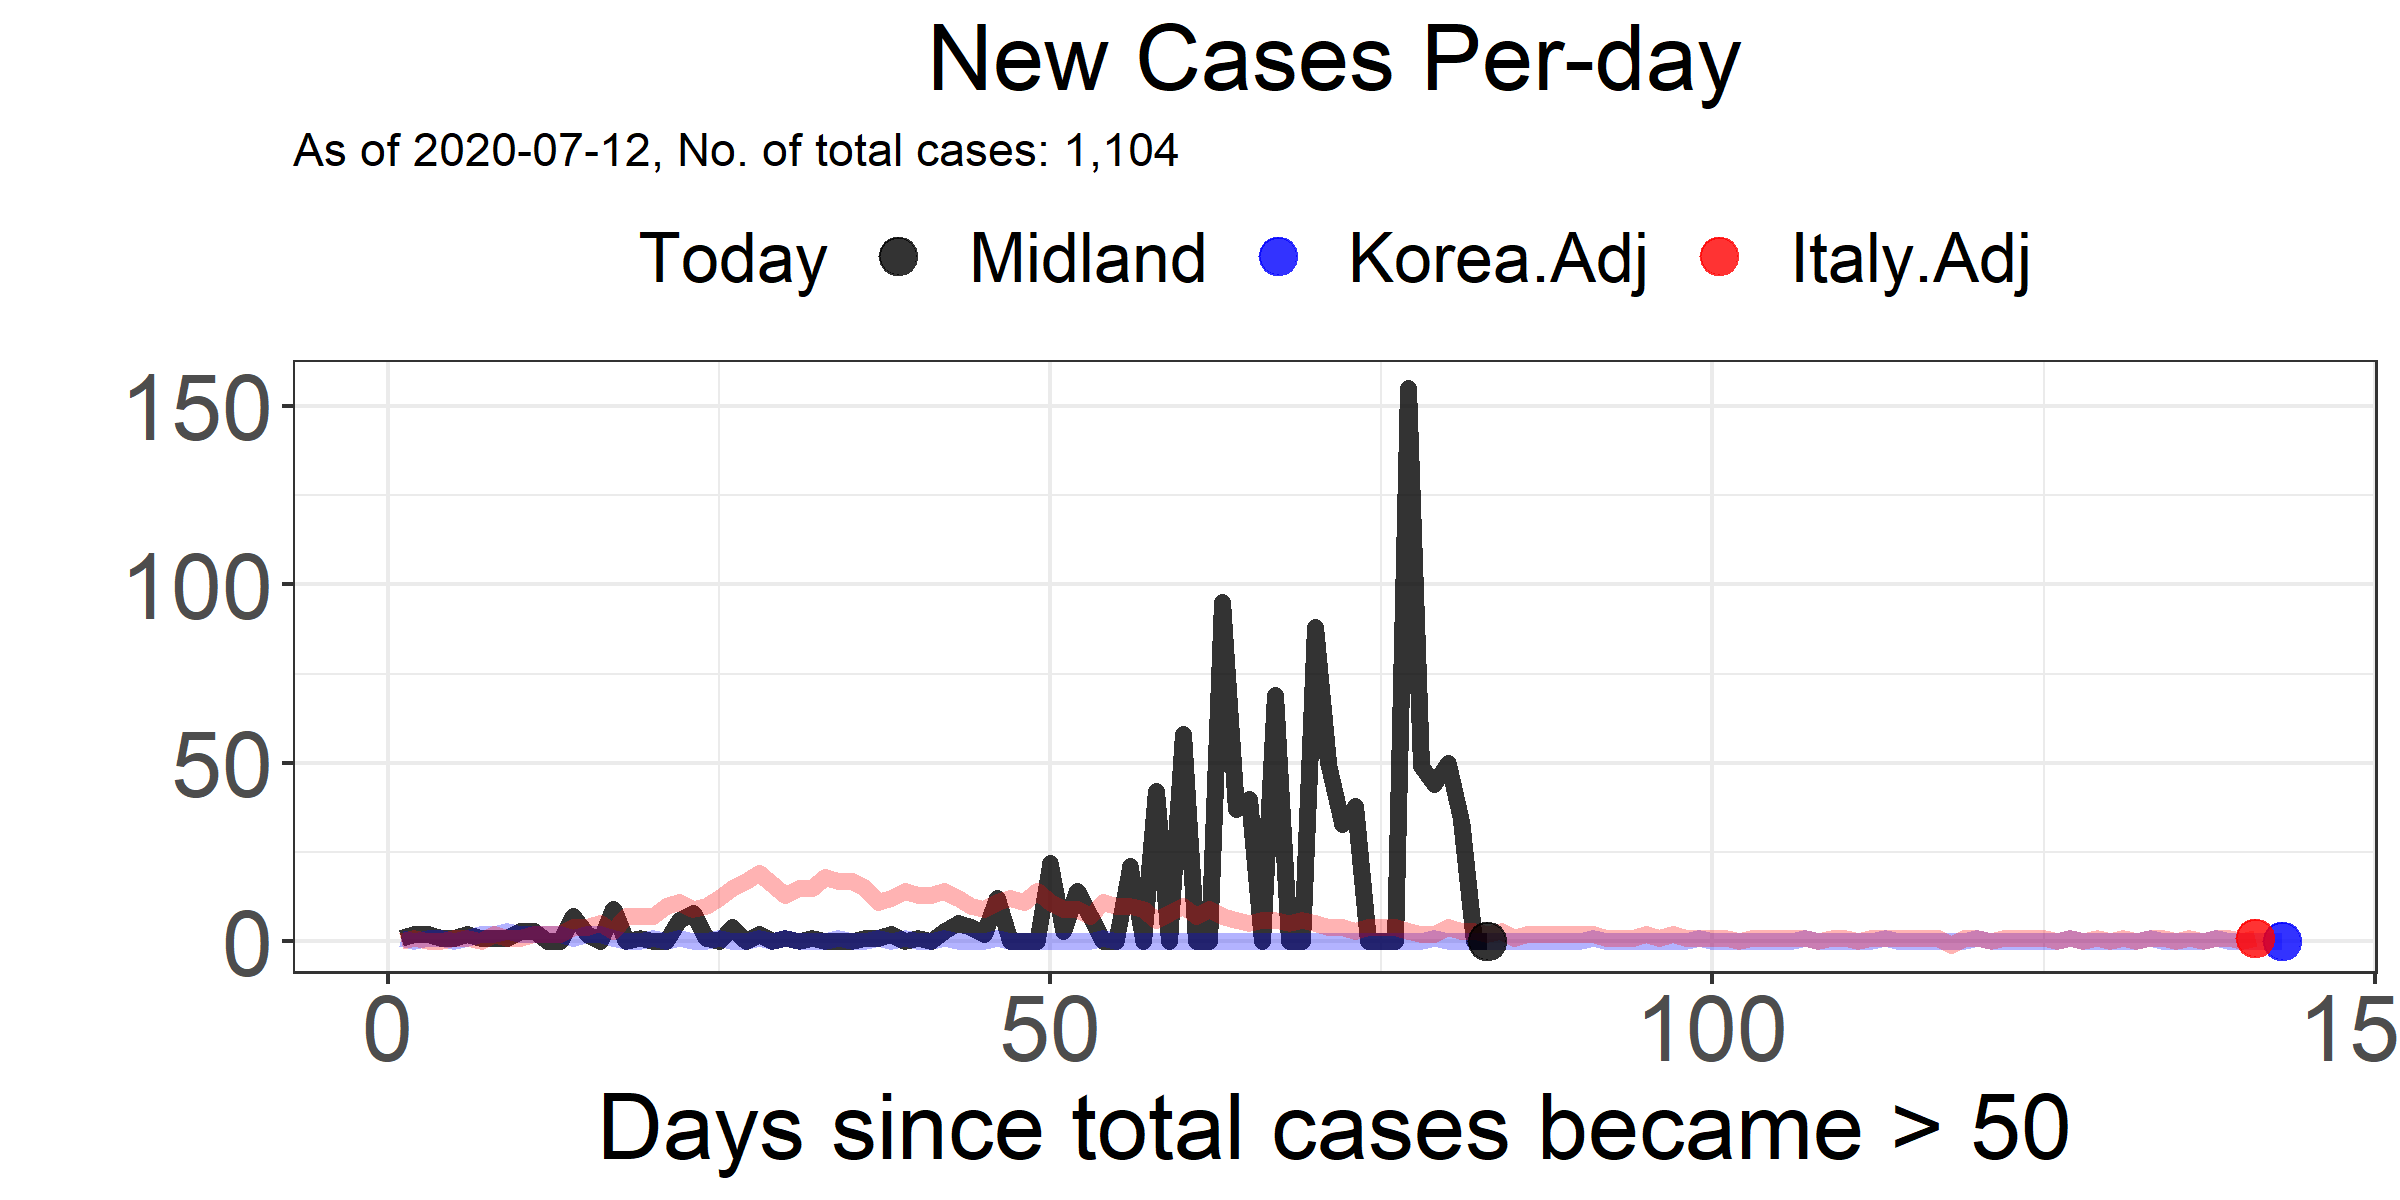 New Cases Per-day
As of 2020-07-12, No. of total cases: 1,104
Today Midland Korea.Adj Italy.Adj
150
100
50
0
0 50 100 15
Days since total cases became > 50